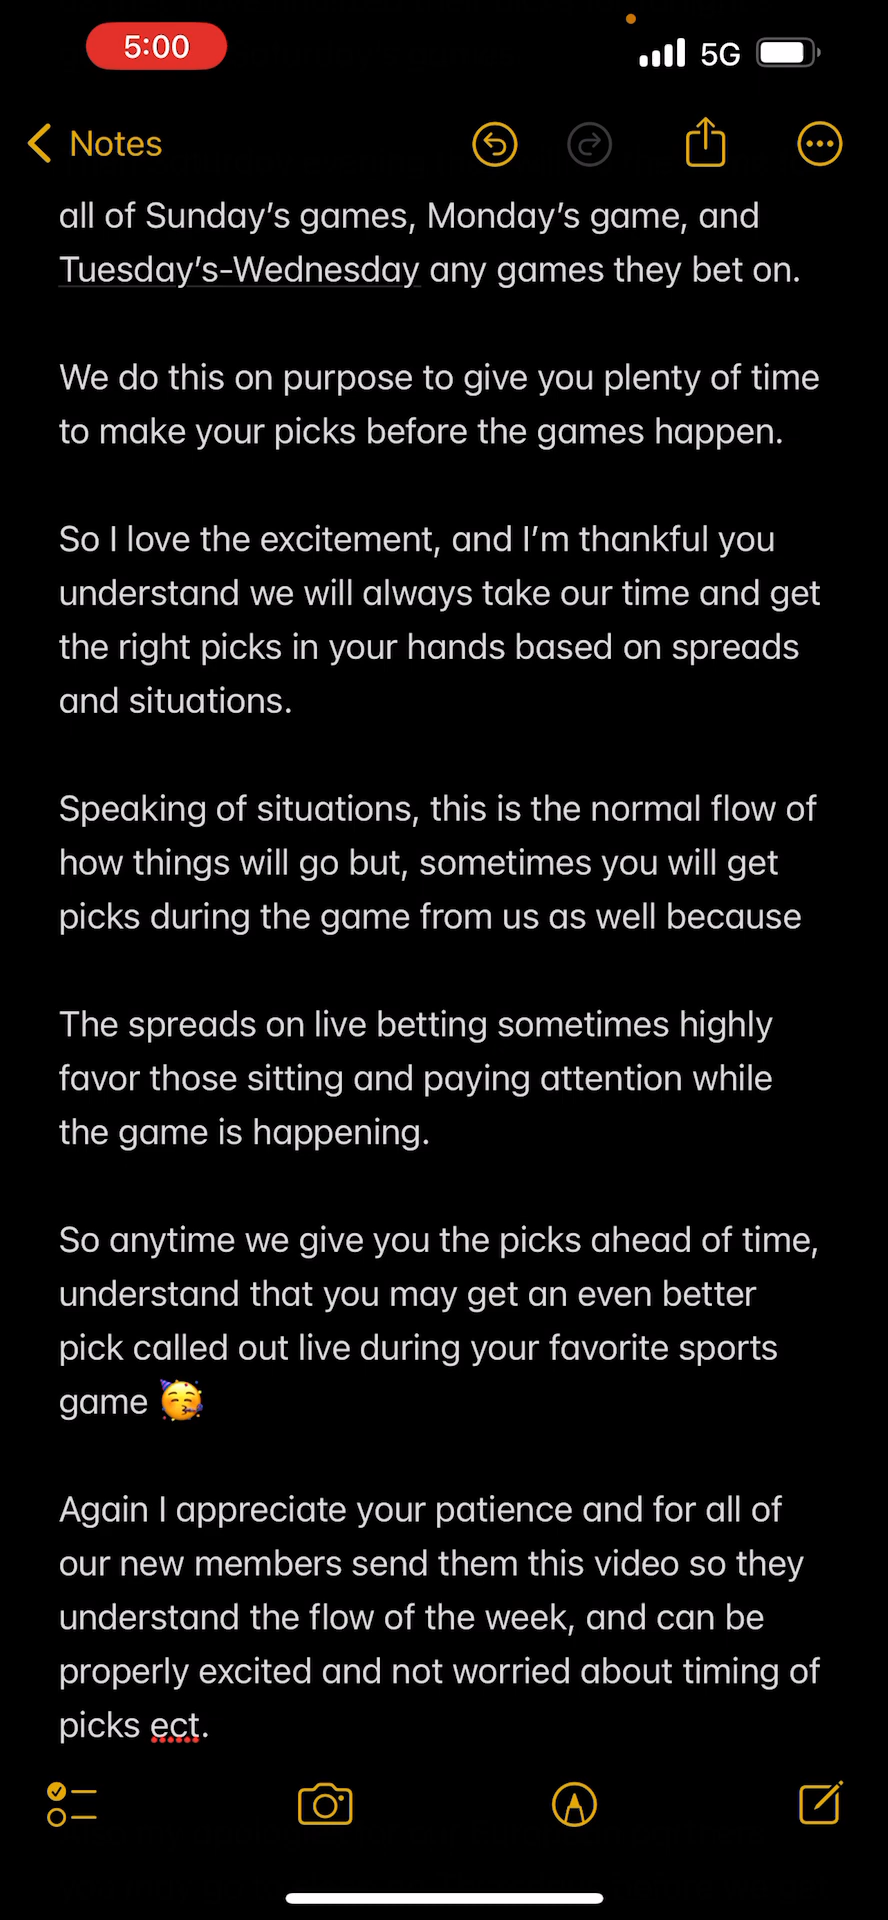 5:00
5G
Notes
all of Sunday’s games, Monday’s game, and
Tuesday’s-Wednesday any games they bet on.
We do this on purpose to give you plenty of time
to make your picks before the games happen.
So I love the excitement, and I’m thankful you
understand we will always take our time and get
the right picks in your hands based on spreads
and situations.
Speaking of situations, this is the normal flow of
how things will go but, sometimes you will get
picks during the game from us as well because
The spreads on live betting sometimes highly
favor those sitting and paying attention while
the game is happening.
So anytime we give you the picks ahead of time,
understand that you may get an even better
pick called out live during your favorite sports
game 🥳
Again I appreciate your patience and for all of
our new members send them this video so they
understand the flow of the week, and can be
properly excited and not worried about timing of
picks ect.